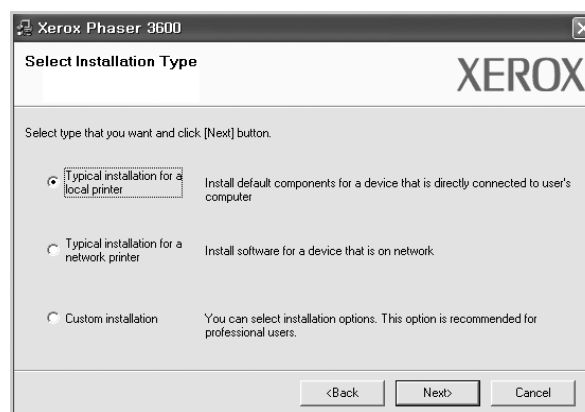 Xerox Phaser 3600
Select Installation Type
XEROX
Select type that you want and click [Next] button.
Typical installation for a
local printer
Install default components for a device that is directly connected to user's
computer
Typical installation for a
network printer
Install software for a device that is on network
Custom installation
You can select installation options. This option is recommended for
professional users.
<Back
Next>
Cancel